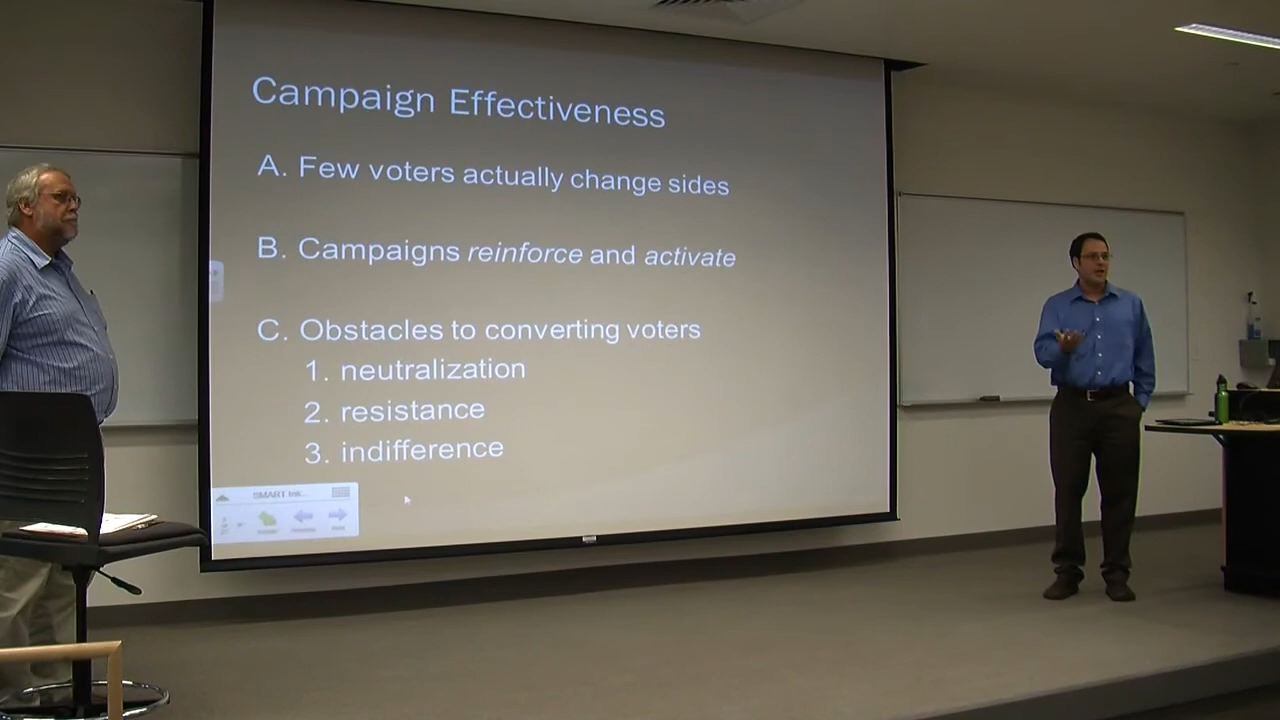 Campaign Effectiveness
A. Few voters actually change sides
B. Campaigns reinforce and activate
C. Obstacles to converting voters
1. neutralization
2. resistance
3. indifference
SMART Ink...